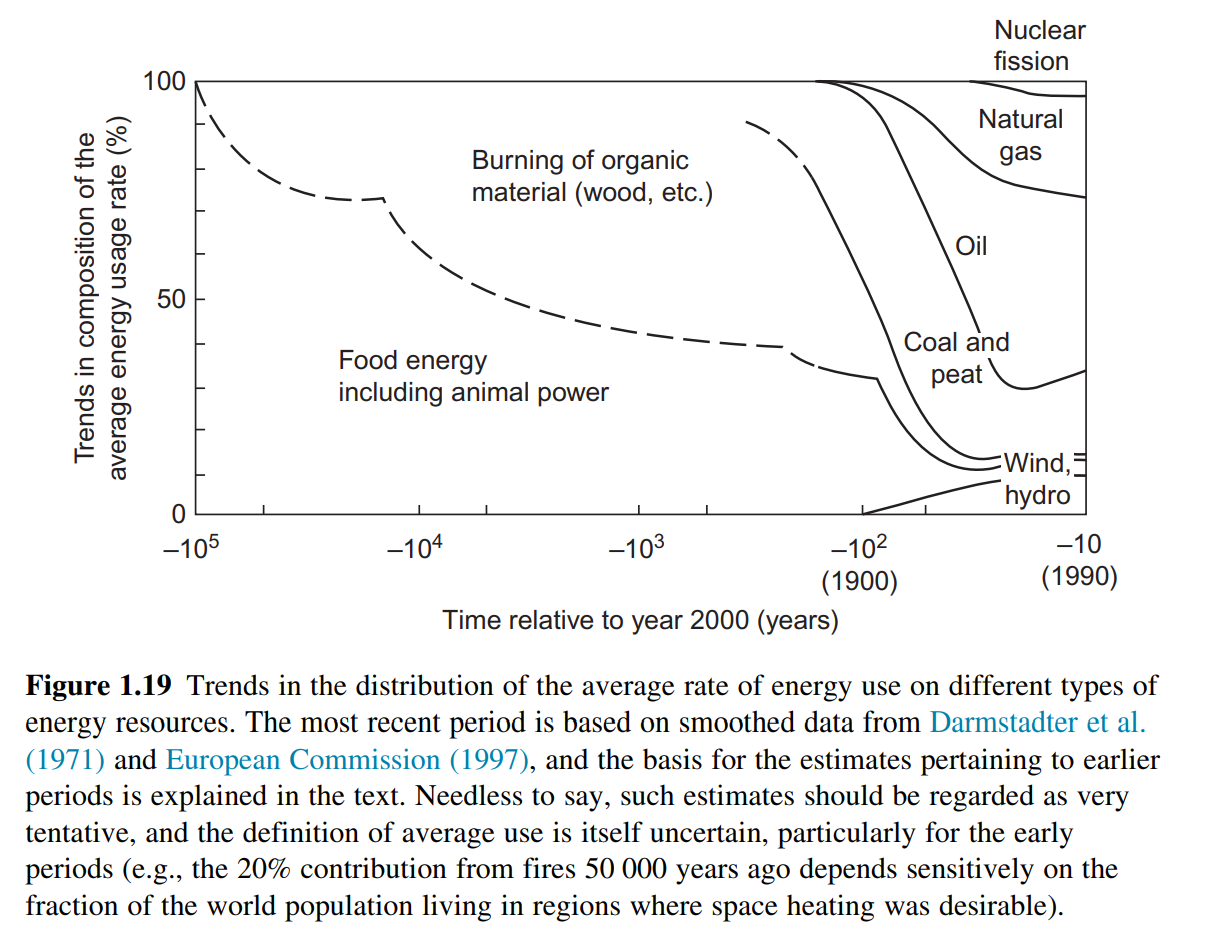 Nuclear
fission
100
Natural
gas
Burning of organic
material (wood, etc.)
Trends in composition of the
average energy usage rate (%)
Oil
50
Coal and
peat
Food energy
including animal power
Wind,
hydro
0
–10⁵
–10⁴
–10³
–10²
(1900)
–10
(1990)
Time relative to year 2000 (years)
Figure 1.19 Trends in the distribution of the average rate of energy use on different types of
energy resources. The most recent period is based on smoothed data from Darmstadter et al.
(1971) and European Commission (1997), and the basis for the estimates pertaining to earlier
periods is explained in the text. Needless to say, such estimates should be regarded as very
tentative, and the definition of average use is itself uncertain, particularly for the early
periods (e.g., the 20% contribution from fires 50 000 years ago depends sensitively on the
fraction of the world population living in regions where space heating was desirable).